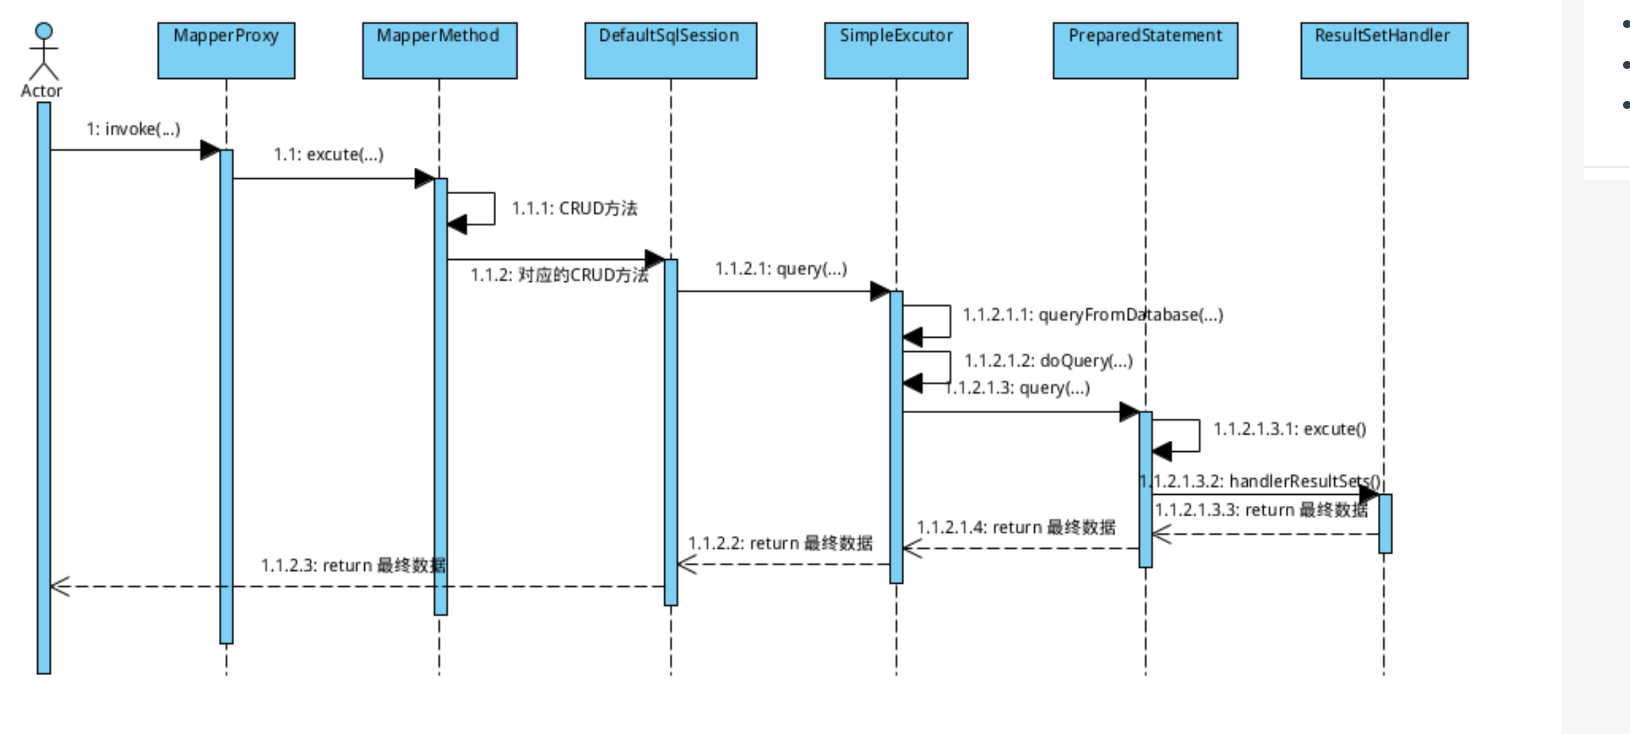 MapperProxy
MapperMethod
DefaultSqlSession
SimpleExcutor
PreparedStatement
ResultSetHandler
Actor
1: invoke(...)
1.1: excute(...)
1.1.1: CRUD方法
1.1.2: 对应的CRUD方法
1.1.2.1: query(...)
1.1.2.1.1: queryFromDatabase(...)
1.1.2.1.2: doQuery(...)
1.1.2.1.3: query(...)
1.1.2.1.3.1: excute()
1.1.2.1.3.2: handlerResultSets()
1.1.2.1.3.3: return 最终数据
1.1.2.1.4: return 最终数据
1.1.2.2: return 最终数据
1.1.2.3: return 最终数据